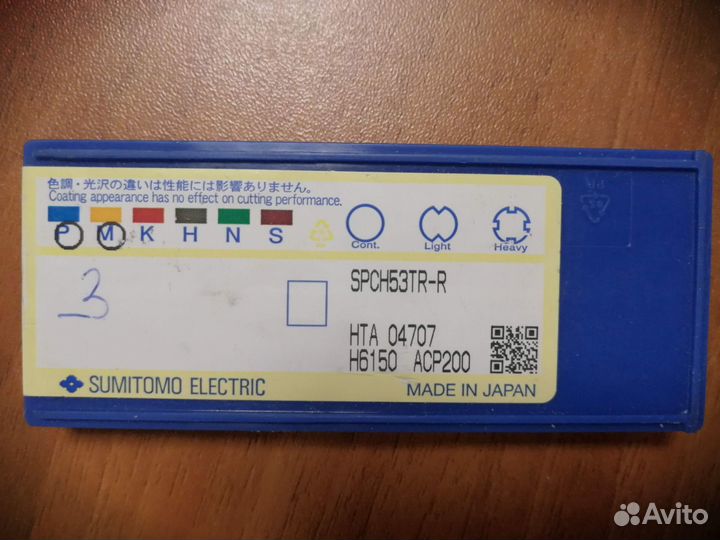 色調・光沢の違いは性能には影響ありません。
Coating appearance has no effect on cutting performance.
P M K H N S
Cont. Light Heavy
3
SPCH53TR-R
HTA 04707
H6150 ACP200
SUMITOMO ELECTRIC
MADE IN JAPAN
Avito